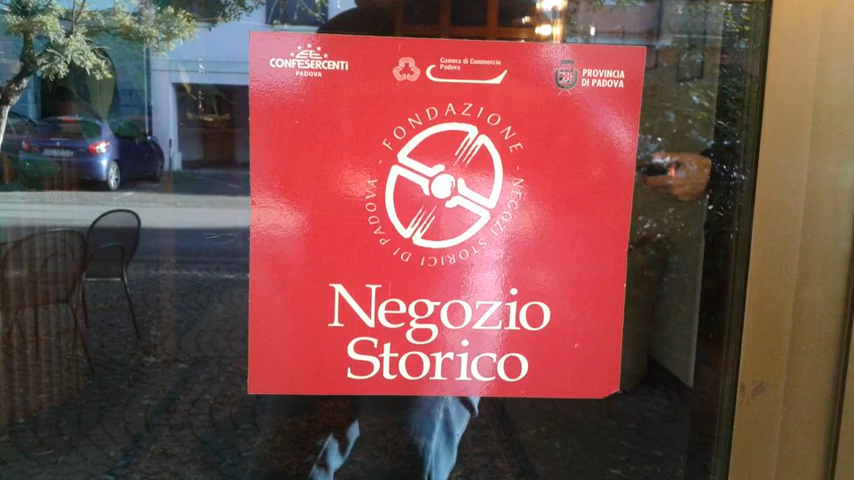 CONFESERCENTI
PADOVA
Camera di Commercio
Padova
PROVINCIA
DI PADOVA
FONDAZIONE - NEGOZI STORICI DI PADOVA -
Negozio
Storico